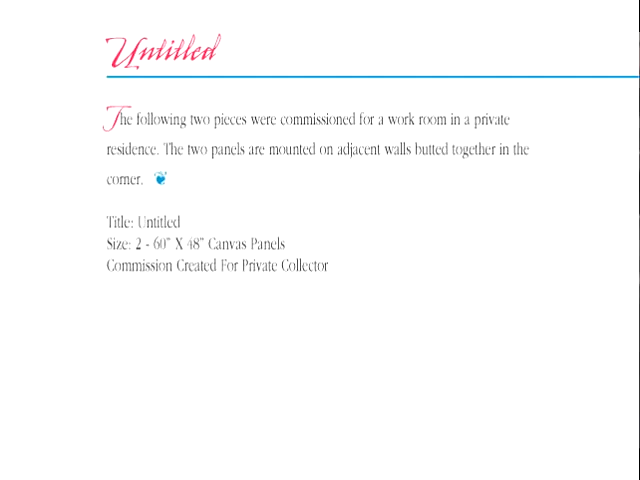 Untitled
The following two pieces were commissioned for a work room in a private
residence. The two panels are mounted on adjacent walls butted together in the
corner.
Title: Untitled
Size: 2 - 60" X 48" Canvas Panels
Commission Created For Private Collector